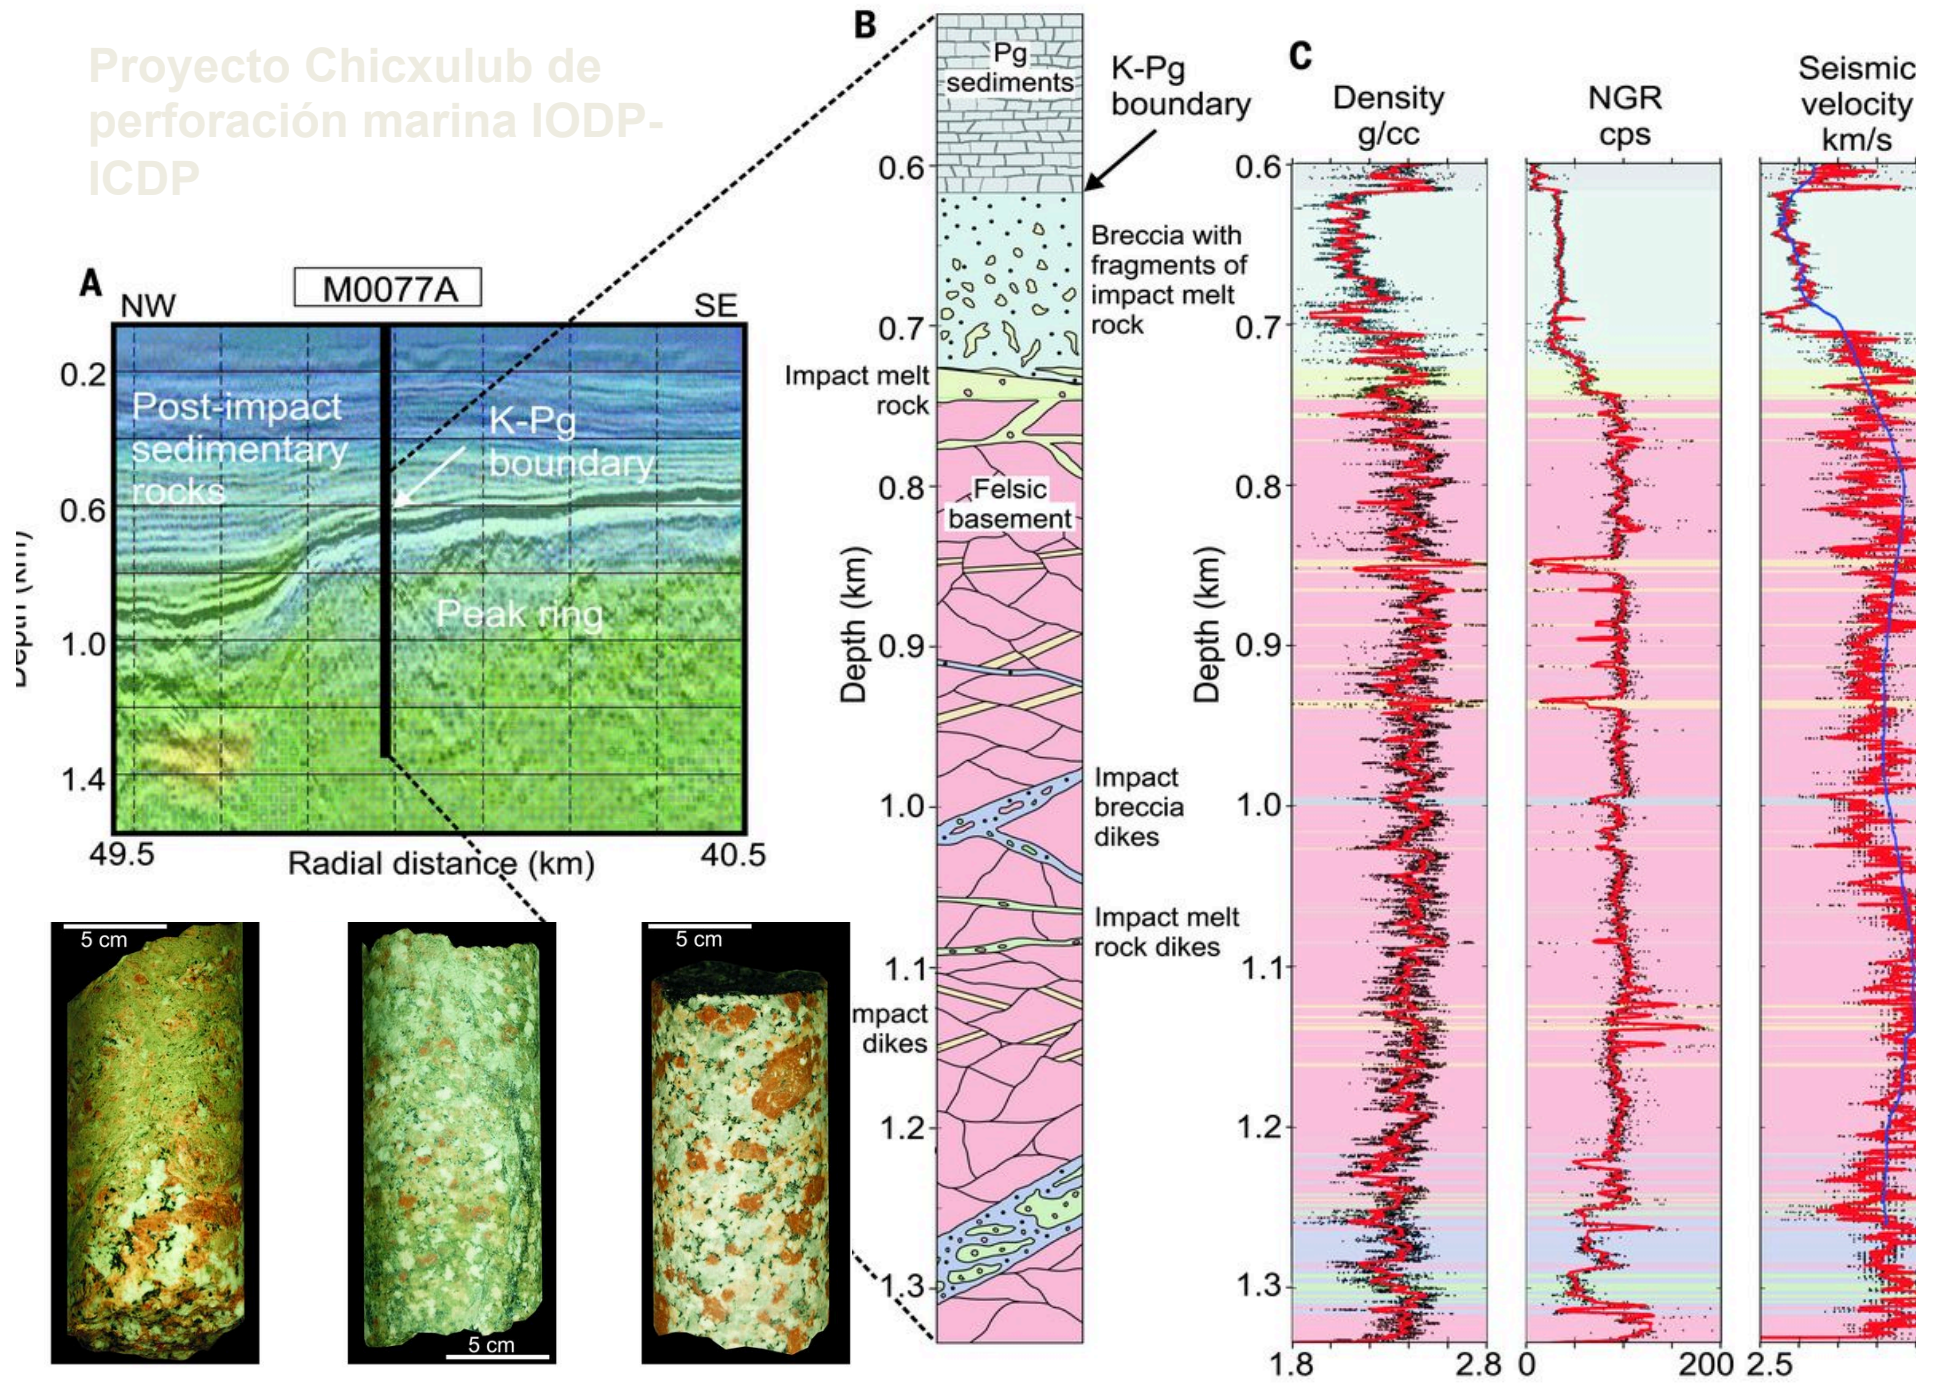 Proyecto Chicxulub de
perforación marina IODP-
ICDP
A
NW
M0077A
SE
0.2
0.6
1.0
1.4
Post-impact
sedimentary
rocks
K-Pg
boundary
Peak ring
49.5
Radial distance (km)
40.5
5 cm
5 cm
5 cm
B
Pg
sediments
K-Pg
boundary
Breccia with
fragments of
impact melt
rock
Impact melt
rock
Felsic
basement
Impact
breccia
dikes
Impact melt
rock dikes
mpact
dikes
Depth (km)
0.6
0.7
0.8
0.9
1.0
1.1
1.2
1.3
C
Density
g/cc
NGR
cps
Seismic
velocity
km/s
Depth (km)
0.6
0.7
0.8
0.9
1.0
1.1
1.2
1.3
1.8
2.8
0
200
2.5